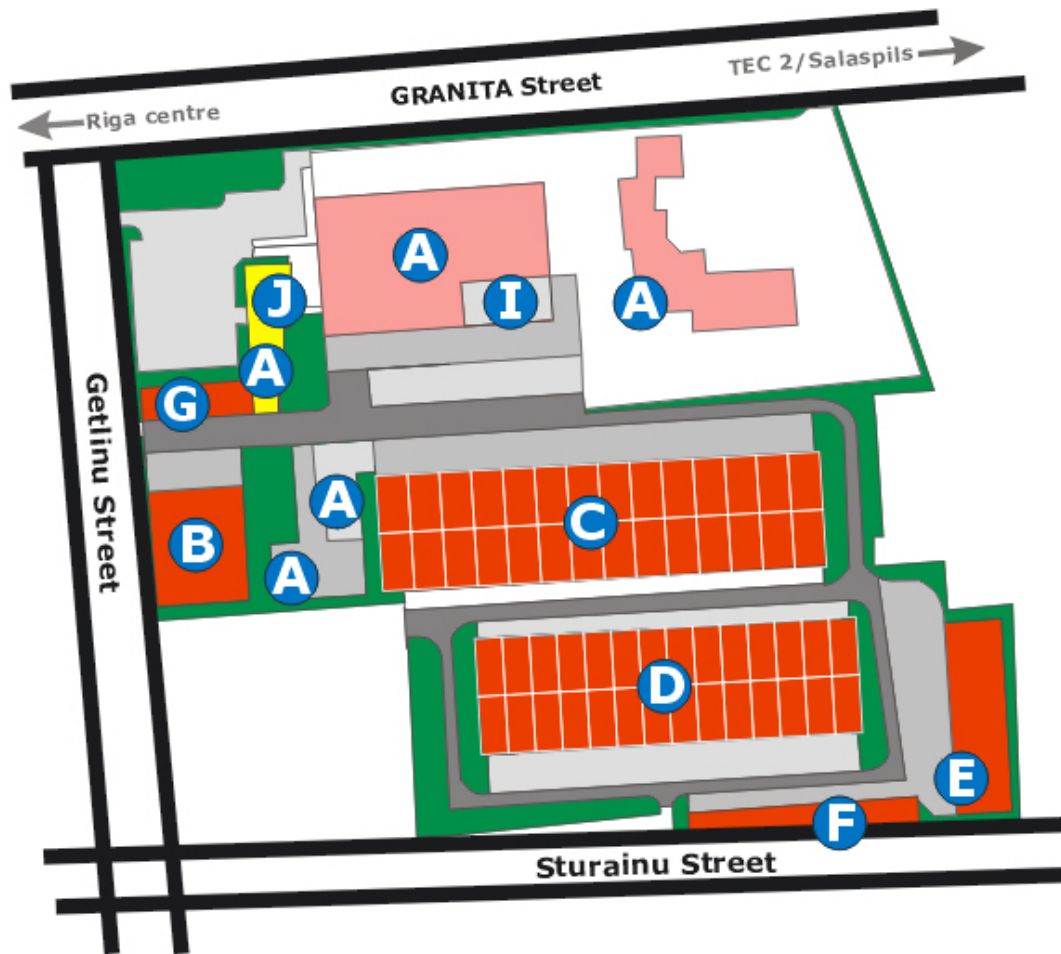 TEC 2/Salaspils
GRANITA Street
Riga centre
A
J
I
A
A
G
Getlinu Street
A
C
B
A
D
E
F
Sturainu Street